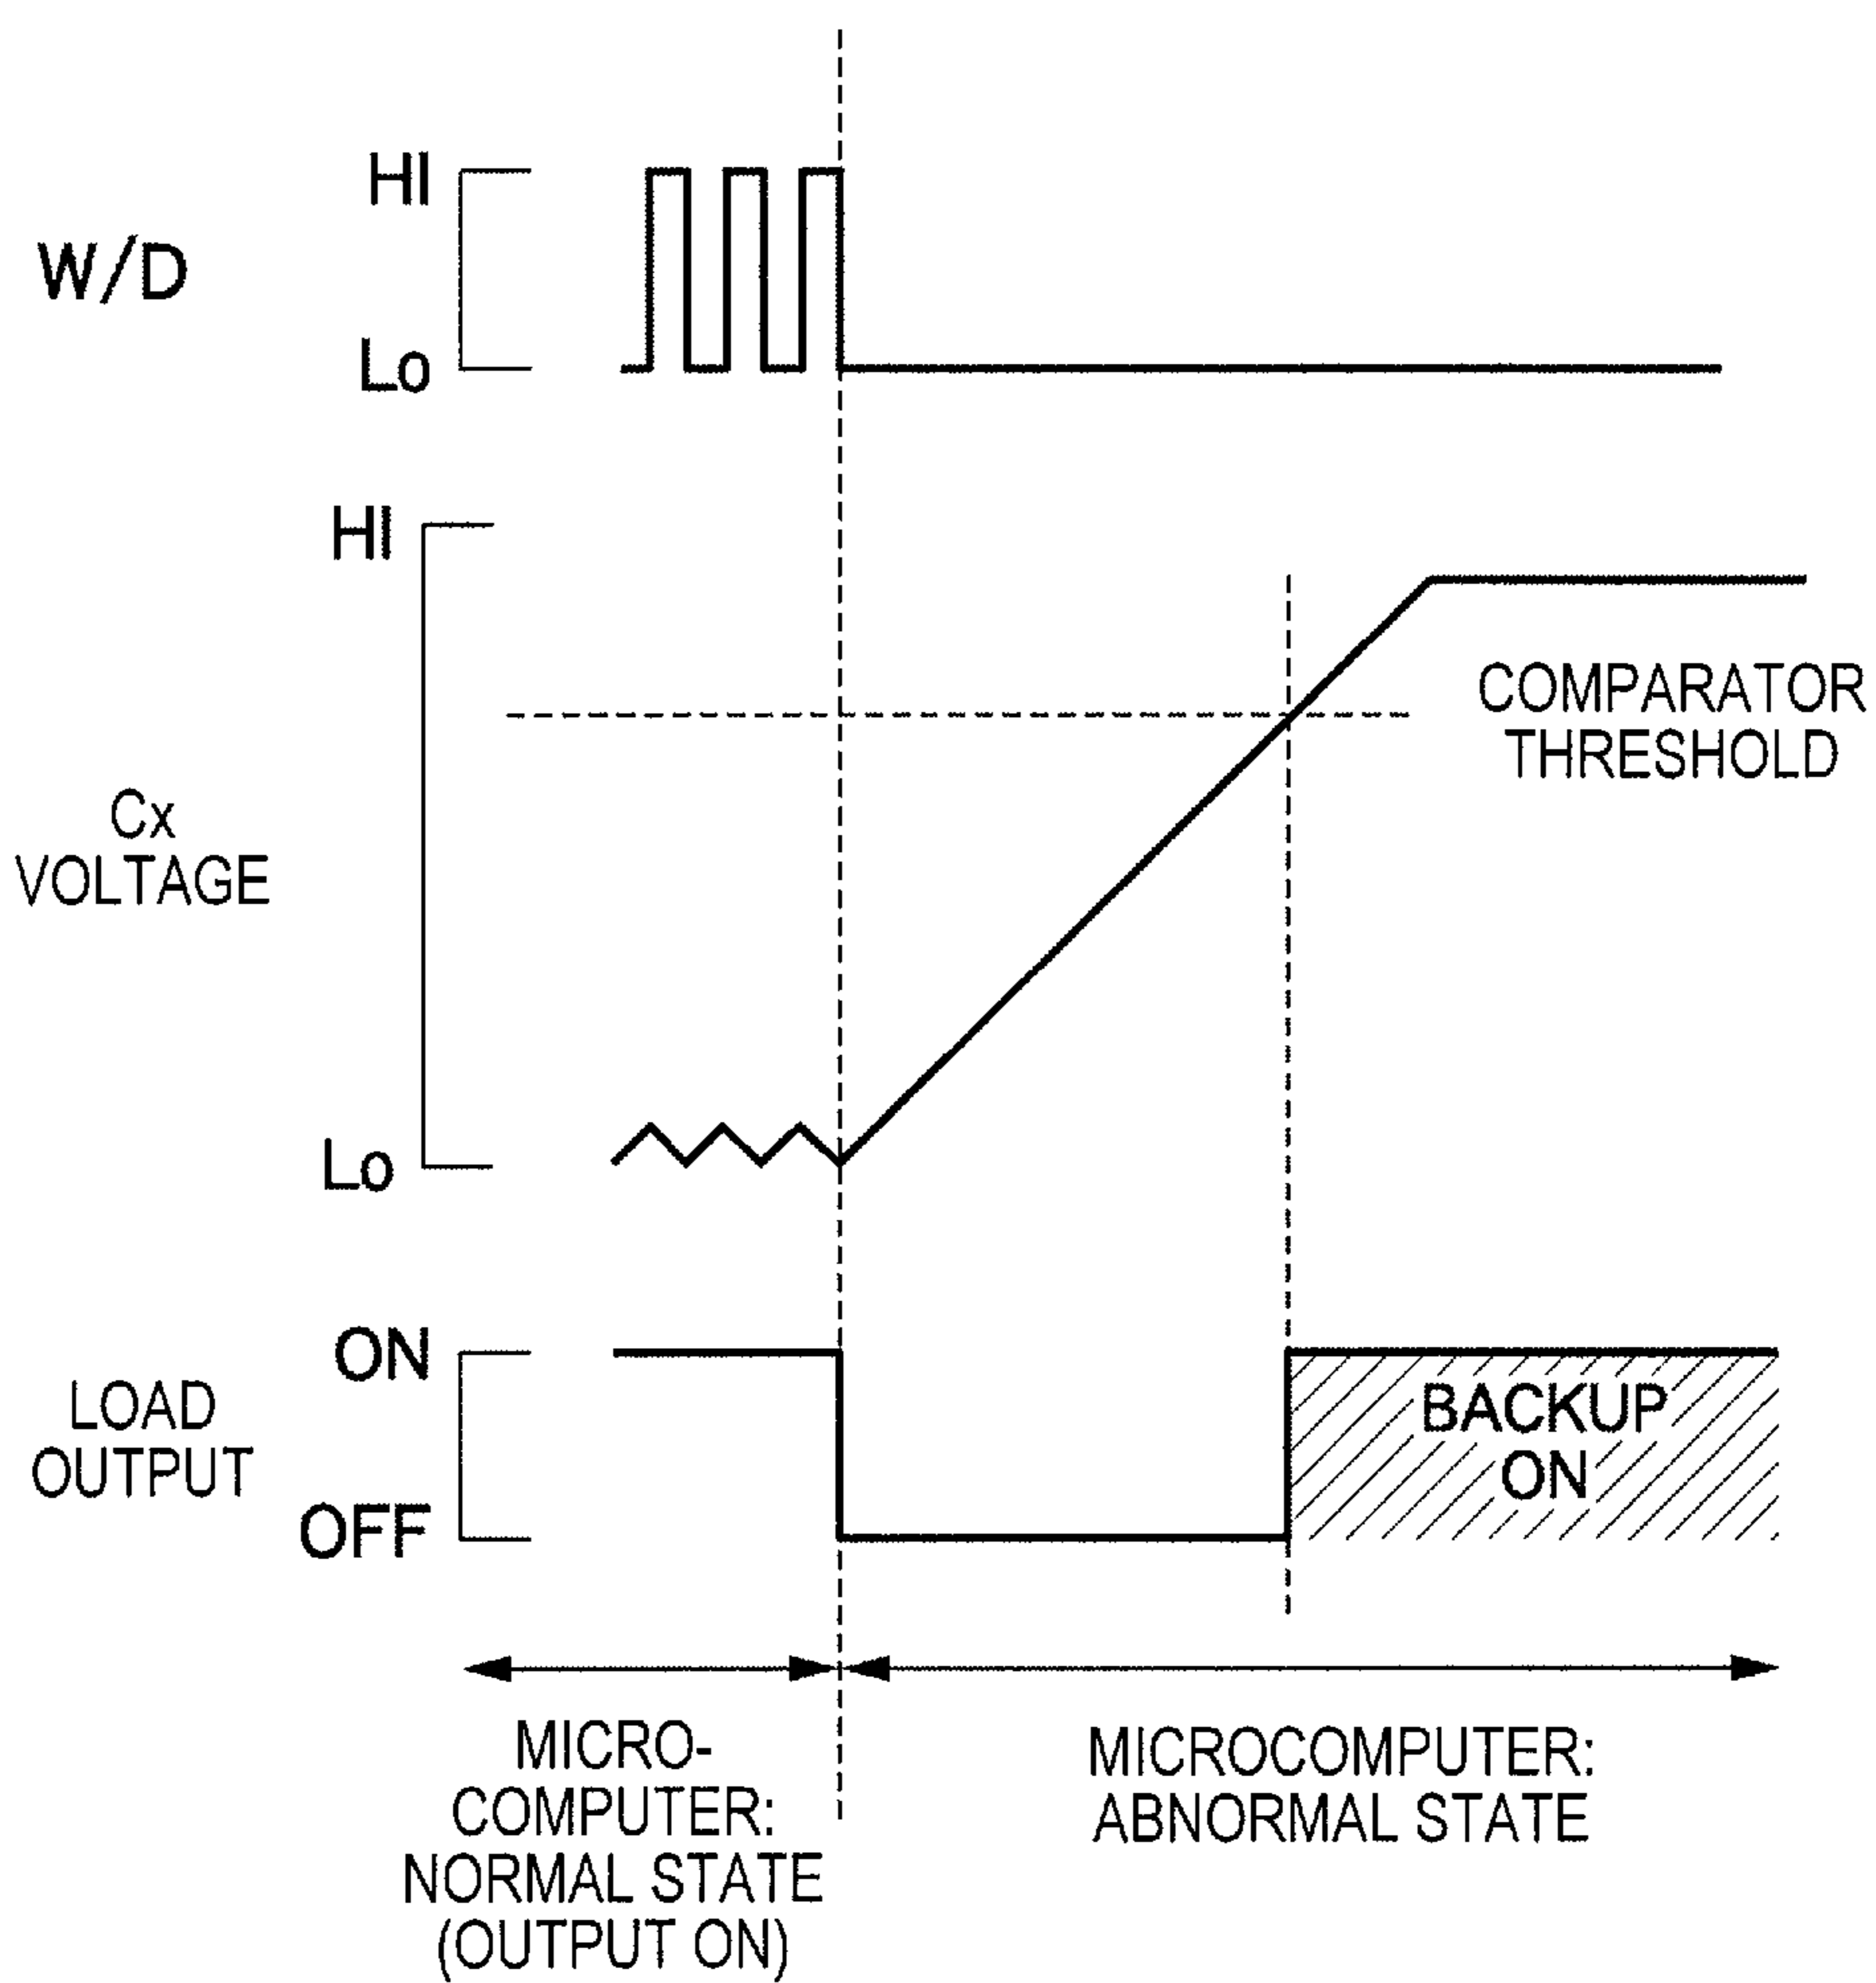 HI
W/D
Lo
HI
COMPARATOR
THRESHOLD
Cx
VOLTAGE
Lo
ON
LOAD
OUTPUT
OFF
BACKUP
ON
MICRO-
COMPUTER:
NORMAL STATE
(OUTPUT ON)
MICROCOMPUTER:
ABNORMAL STATE